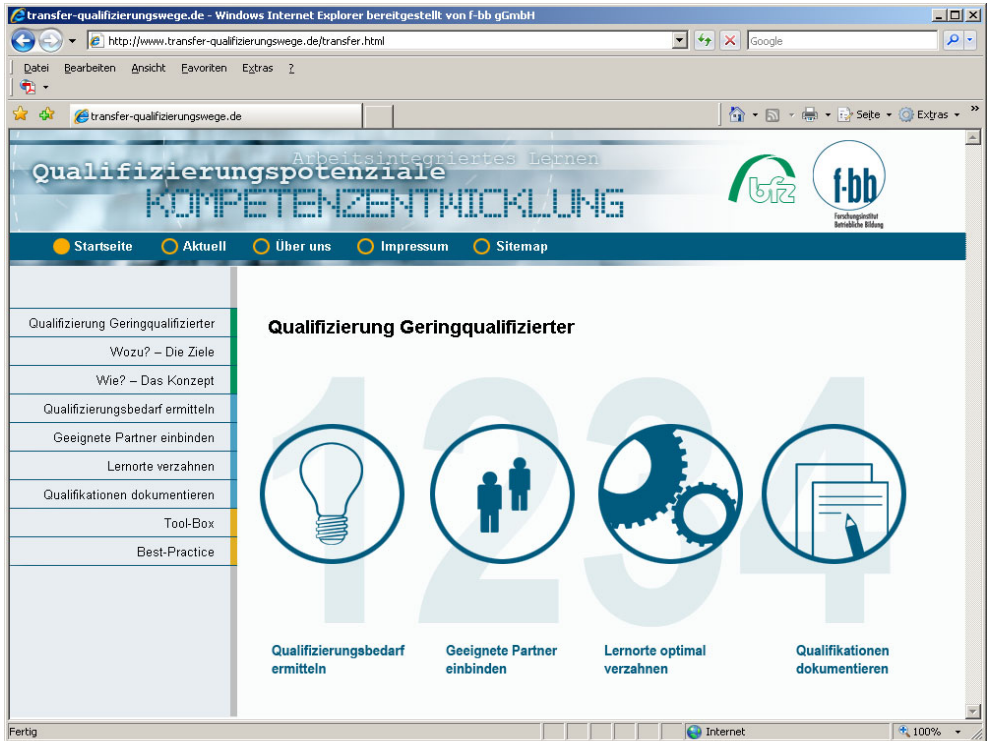 transfer-qualifizierungswege.de - Windows Internet Explorer bereitgestellt von f-bb gGmbH
http://www.transfer-qualifizierungswege.de/transfer.html
Google
Datei Bearbeiten Ansicht Favoriten Extras ?
transfer-qualifizierungswege.de
Seite Extras
Arbeitsintegriertes Lernen
Qualifizierungspotenziale
KOMPETENZENTWICKLUNG
bfz
f-bb
Forschungsinstitut
Betriebliche Bildung
Startseite Aktuell Über uns Impressum Sitemap
Qualifizierung Geringqualifizierter
Wozu? – Die Ziele
Wie? – Das Konzept
Qualifizierungsbedarf ermitteln
Geeignete Partner einbinden
Lernorte verzahnen
Qualifikationen dokumentieren
Tool-Box
Best-Practice
Qualifizierung Geringqualifizierter
1 2 3 4
Qualifizierungsbedarf
ermitteln
Geeignete Partner
einbinden
Lernorte optimal
verzahnen
Qualifikationen
dokumentieren
Fertig
Internet
100%